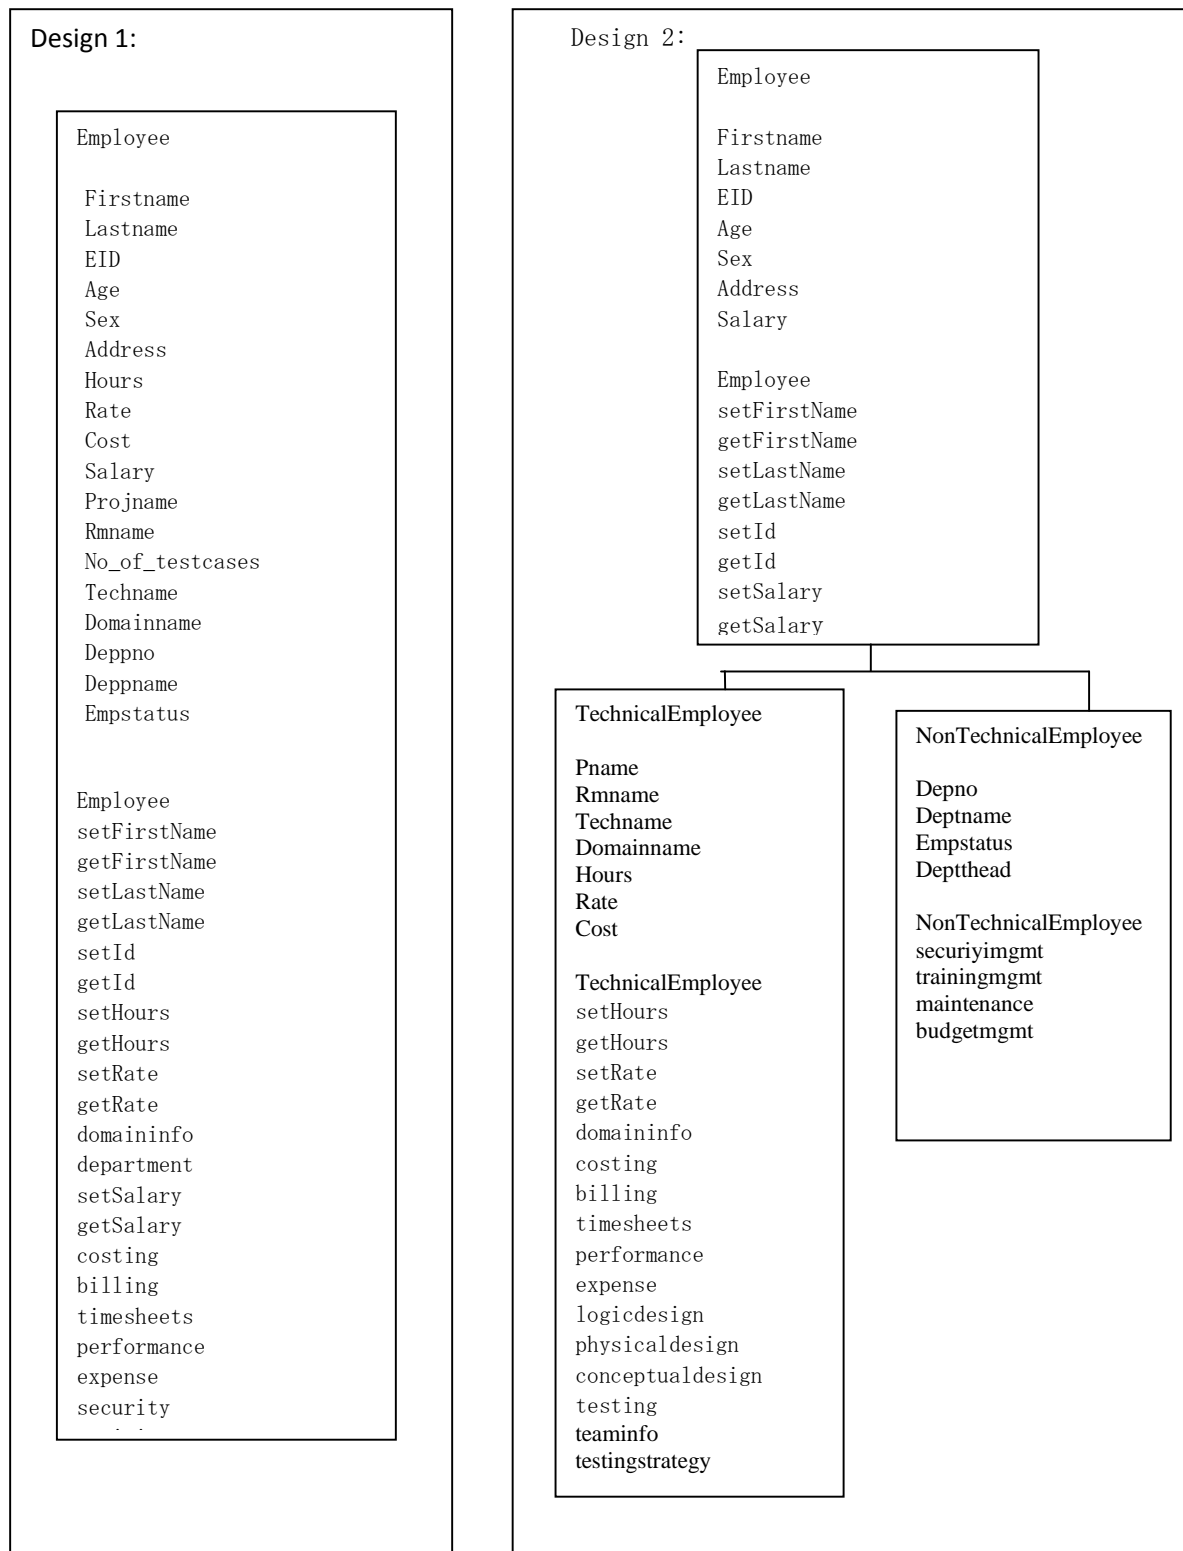 Design 1:
Employee
Firstname
Lastname
EID
Age
Sex
Address
Hours
Rate
Cost
Salary
Projname
Rmname
No_of_testcases
Techname
Domainname
Deppno
Deppname
Empstatus
Employee
setFirstName
getFirstName
setLastName
getLastName
setId
getId
setHours
getHours
setRate
getRate
domaininfo
department
setSalary
getSalary
costing
billing
timesheets
performance
expense
security
Design 2:
Employee
Firstname
Lastname
EID
Age
Sex
Address
Salary
Employee
setFirstName
getFirstName
setLastName
getLastName
setId
getId
setSalary
getSalary
TechnicalEmployee
Pname
Rmname
Techname
Domainname
Hours
Rate
Cost
TechnicalEmployee
setHours
getHours
setRate
getRate
domaininfo
costing
billing
timesheets
performance
expense
logicdesign
physicaldesign
conceptualdesign
testing
teaminfo
testingstrategy
NonTechnicalEmployee
Depno
Deptname
Empstatus
Deptthead
NonTechnicalEmployee
securiyimgmt
trainingmgmt
maintenance
budgetmgmt